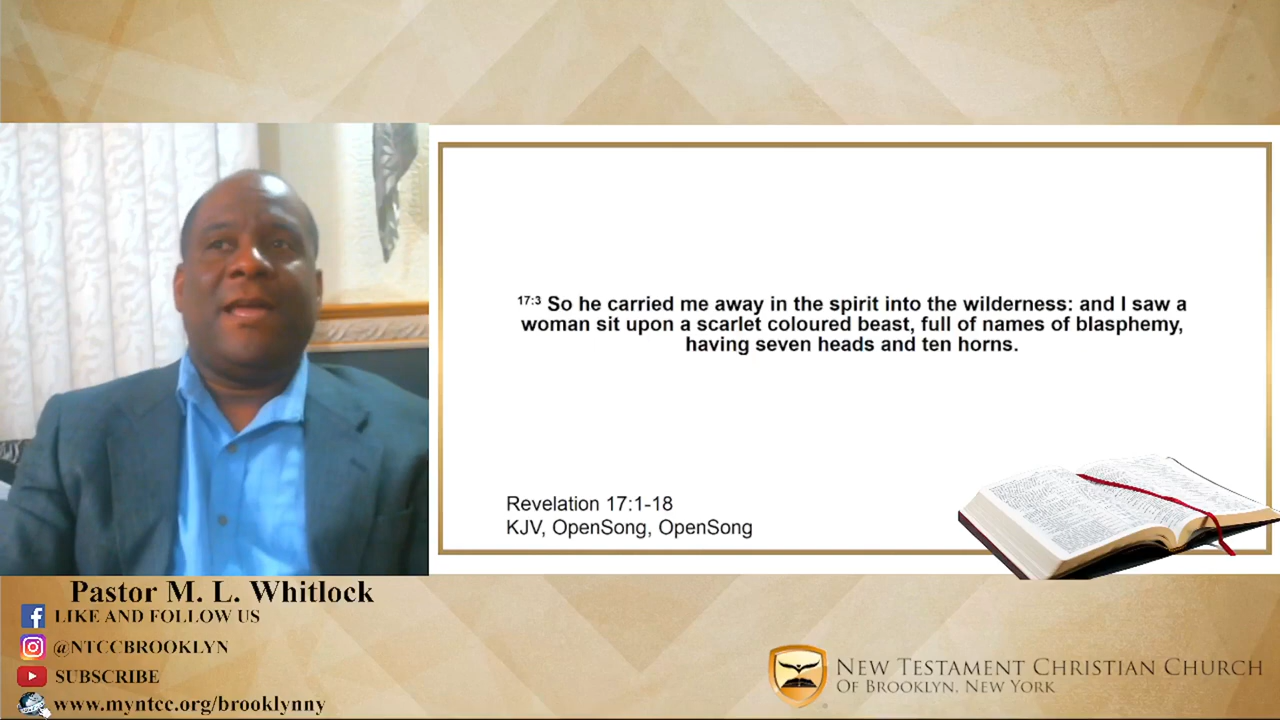 17:3 So he carried me away in the spirit into the wilderness: and I saw a
woman sit upon a scarlet coloured beast, full of names of blasphemy,
having seven heads and ten horns.
Revelation 17:1-18
KJV, OpenSong, OpenSong
Pastor M. L. Whitlock
LIKE AND FOLLOW US
@NTCCBROOKLYN
SUBSCRIBE
www.myntcc.org/brooklynny
New Testament Christian Church
Of Brooklyn, New York